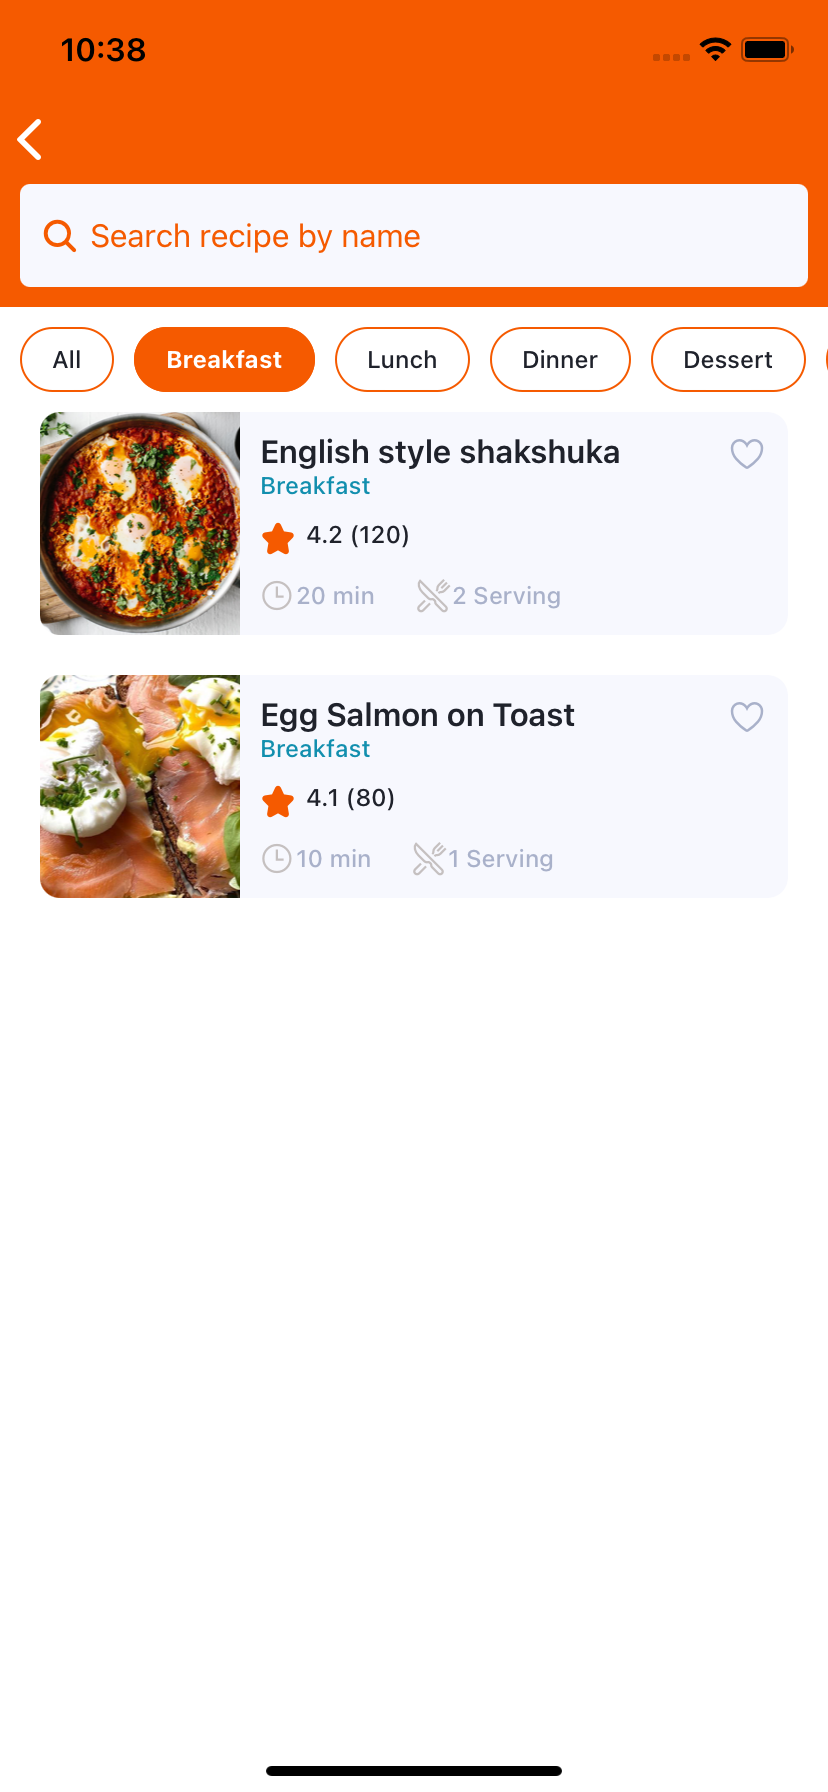 10:38
Search recipe by name
All Breakfast Lunch Dinner Dessert
English style shakshuka
Breakfast
4.2 (120)
20 min 2 Serving
Egg Salmon on Toast
Breakfast
4.1 (80)
10 min 1 Serving